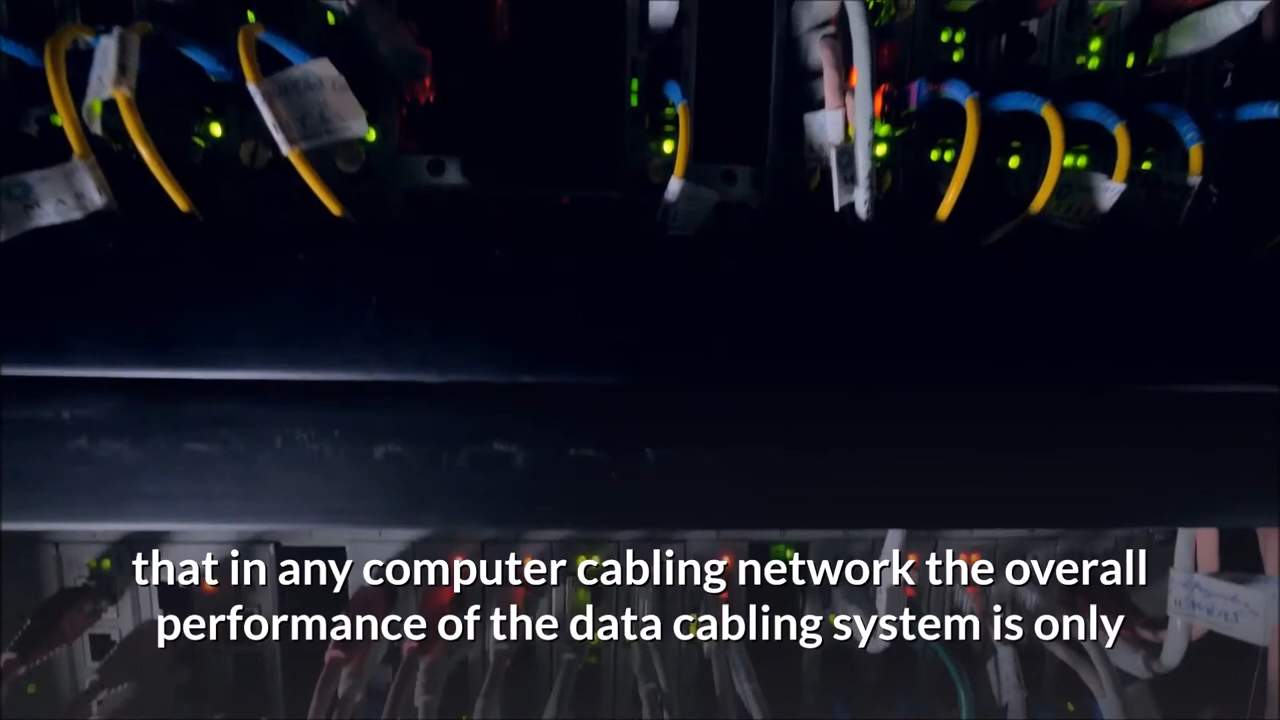 that in any computer cabling network the overall
performance of the data cabling system is only